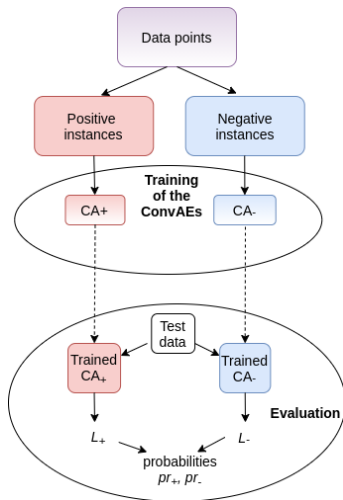 Data points
Positive
instances
Negative
instances
Training
of the
ConvAEs
CA+
CA-
Test
data
Trained
CA+
Trained
CA-
Evaluation
L+
L-
probabilities
pr+, pr-